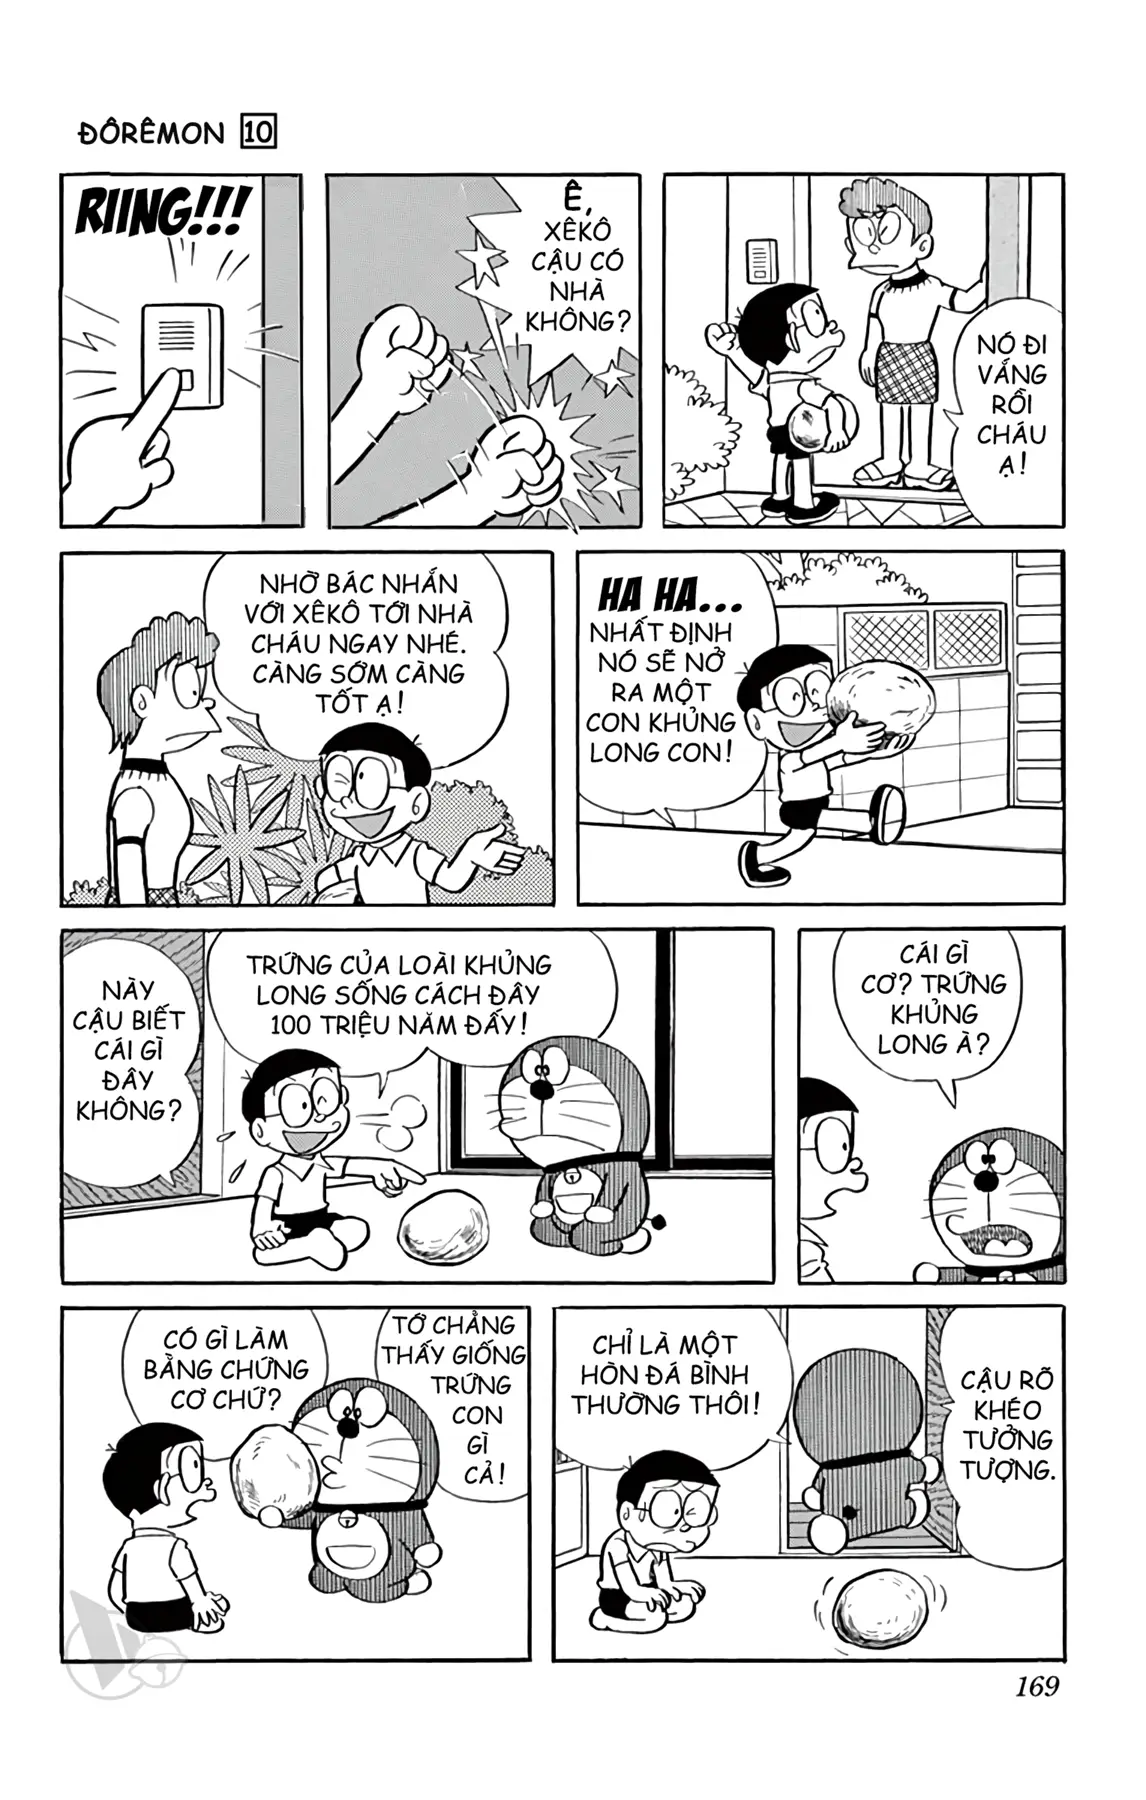 ĐÔRÊMON 10
RIING!!!
Ê,
XÊKÔ
CẬU CÓ
NHÀ
KHÔNG?
NÓ ĐI
VẮNG
RỒI
CHÁU
Ạ!
NHỜ BÁC NHẮN
VỚI XÊKÔ TỚI NHÀ
CHÁU NGAY NHÉ.
CÀNG SỚM CÀNG
TỐT Ạ!
HA HA...
NHẤT ĐỊNH
NÓ SẼ NỞ
RA MỘT
CON KHỦNG
LONG CON!
NÀY
CẬU BIẾT
CÁI GÌ
ĐÂY
KHÔNG?
TRỨNG CỦA LOÀI KHỦNG
LONG SỐNG CÁCH ĐÂY
100 TRIỆU NĂM ĐẤY!
CÁI GÌ
CƠ? TRỨNG
KHỦNG
LONG À?
CÓ GÌ LÀM
BẰNG CHỨNG
CƠ CHỨ?
TỚ CHẲNG
THẤY GIỐNG
TRỨNG
CON
GÌ
CẢ!
CHỈ LÀ MỘT
HÒN ĐÁ BÌNH
THƯỜNG THÔI!
CẬU RÕ
KHÉO
TƯỞNG
TƯỢNG.
169